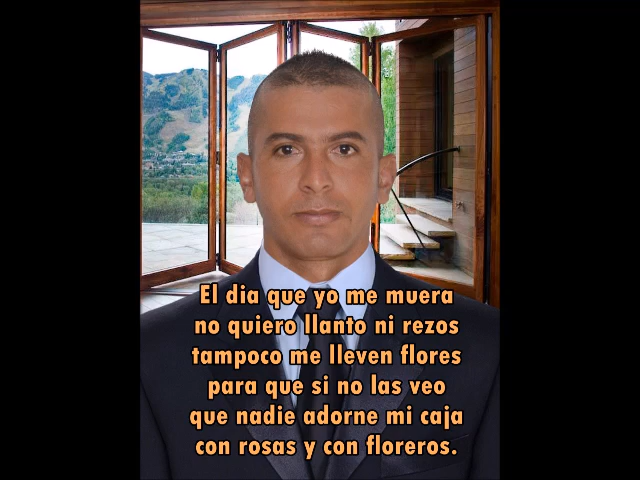 El dia que yo me muera
no quiero llanto ni rezos
tampoco me lleven flores
para que si no las veo
que nadie adorne mi caja
con rosas y con floreros.